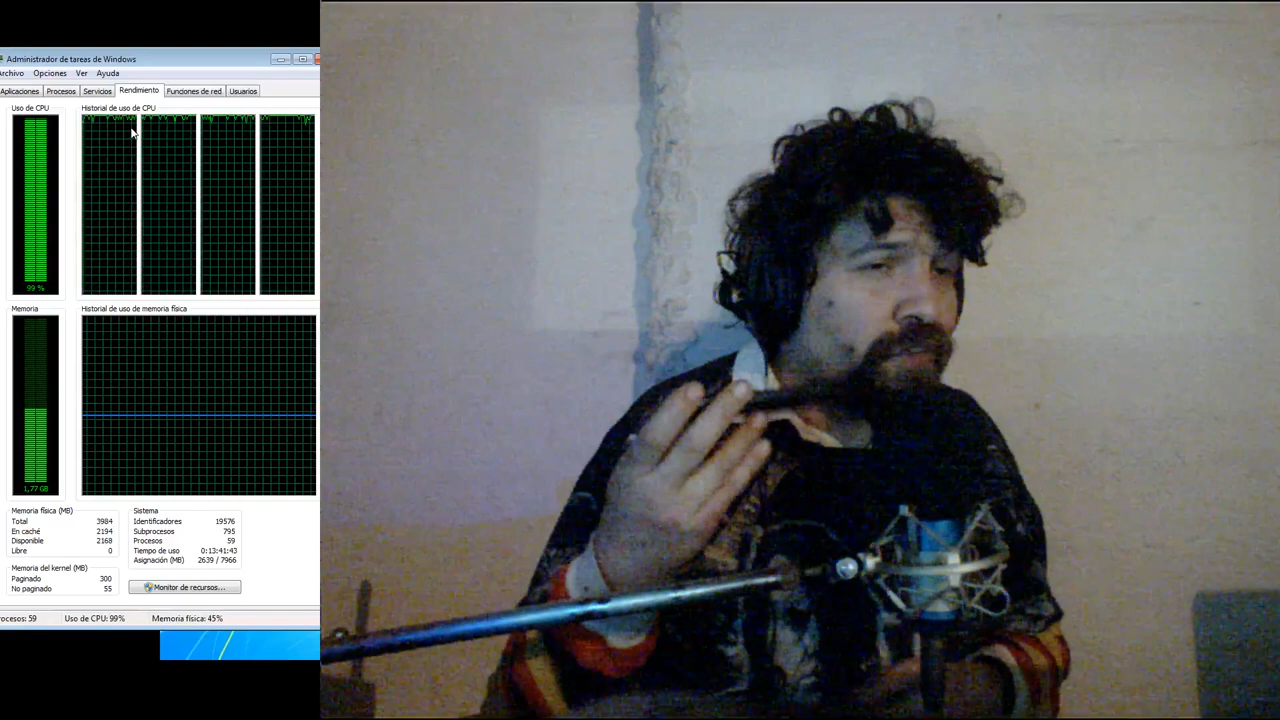 Administrador de tareas de Windows
Archivo Opciones Ver Ayuda
Aplicaciones Procesos Servicios Rendimiento Funciones de red Usuarios
Uso de CPU Historial de uso de CPU
99 %
Memoria Historial de uso de memoria física
1,77 GB
Memoria física (MB)
Total 3984
En caché 2194
Disponible 2168
Libre 0
Memoria del kernel (MB)
Paginado 300
No paginado 55
Sistema
Identificadores 19576
Subprocesos 795
Procesos 59
Tiempo de uso 0:13:41:43
Asignación (MB) 2639 / 7966
Monitor de recursos...
rocesos: 59 Uso de CPU: 99% Memoria física: 45%